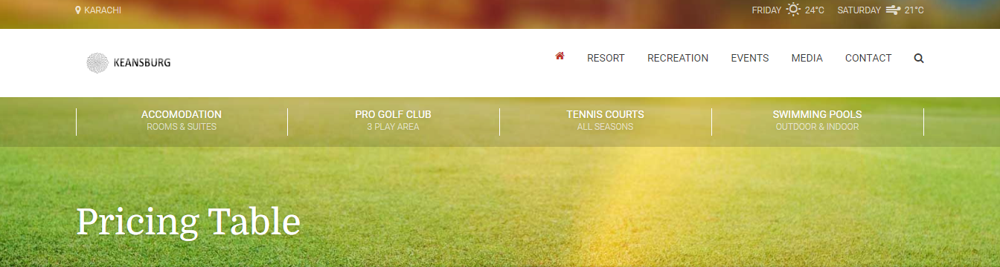 KARACHI
FRIDAY 24°C SATURDAY 21°C
KEANSBURG
RESORT RECREATION EVENTS MEDIA CONTACT
ACCOMODATION
ROOMS & SUITES
PRO GOLF CLUB
3 PLAY AREA
TENNIS COURTS
ALL SEASONS
SWIMMING POOLS
OUTDOOR & INDOOR
Pricing Table